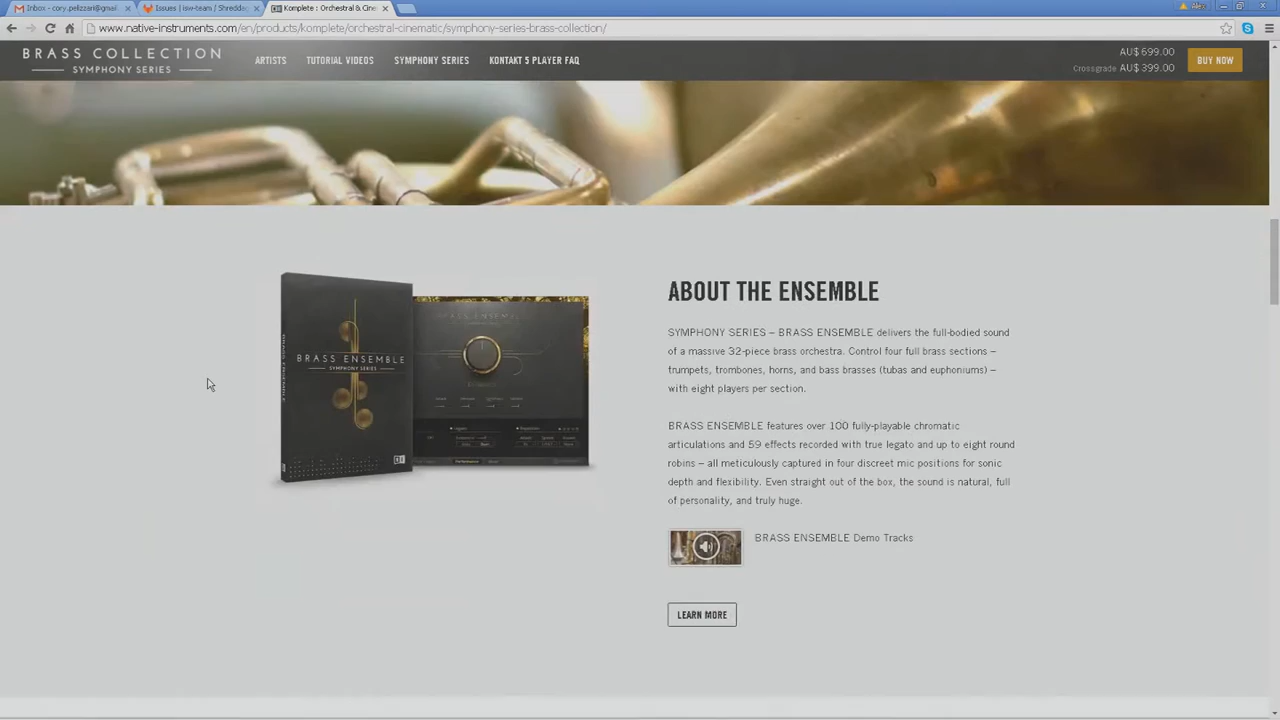 Inbox - cory.pelizzari@gmail
Issues | isw-team / Shredda
Komplete : Orchestral & Cine
Alex
www.native-instruments.com/en/products/komplete/orchestral-cinematic/symphony-series-brass-collection/
BRASS COLLECTION
SYMPHONY SERIES
ARTISTS
TUTORIAL VIDEOS
SYMPHONY SERIES
KONTAKT 5 PLAYER FAQ
AU$ 699.00
Crossgrade AU$ 399.00
BUY NOW
BRASS ENSEMBLE
SYMPHONY SERIES
BRASS ENSEMBLE
ABOUT THE ENSEMBLE
SYMPHONY SERIES – BRASS ENSEMBLE delivers the full-bodied sound
of a massive 32-piece brass orchestra. Control four full brass sections –
trumpets, trombones, horns, and bass brasses (tubas and euphoniums) –
with eight players per section.
BRASS ENSEMBLE features over 100 fully-playable chromatic
articulations and 59 effects recorded with true legato and up to eight round
robins – all meticulously captured in four discreet mic positions for sonic
depth and flexibility. Even straight out of the box, the sound is natural, full
of personality, and truly huge.
BRASS ENSEMBLE Demo Tracks
LEARN MORE